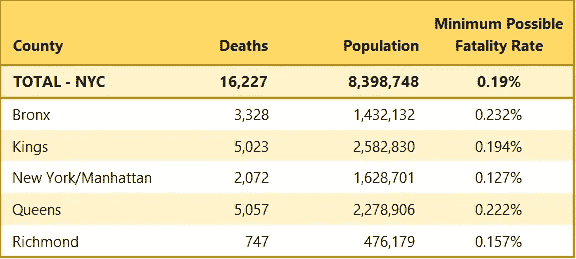 County Deaths Population Minimum Possible Fatality Rate
TOTAL - NYC 16,227 8,398,748 0.19%
Bronx 3,328 1,432,132 0.232%
Kings 5,023 2,582,830 0.194%
New York/Manhattan 2,072 1,628,701 0.127%
Queens 5,057 2,278,906 0.222%
Richmond 747 476,179 0.157%